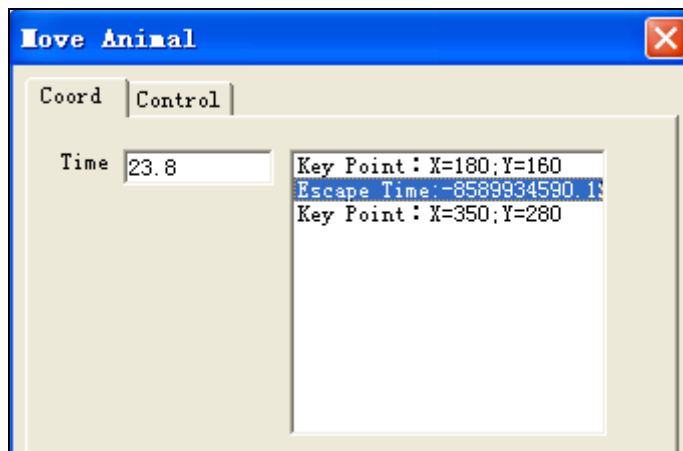 Move Animal
Coord
Control
Time
23.8
Key Point：X=180;Y=160
Escape Time:-8589934590.1
Key Point：X=350;Y=280